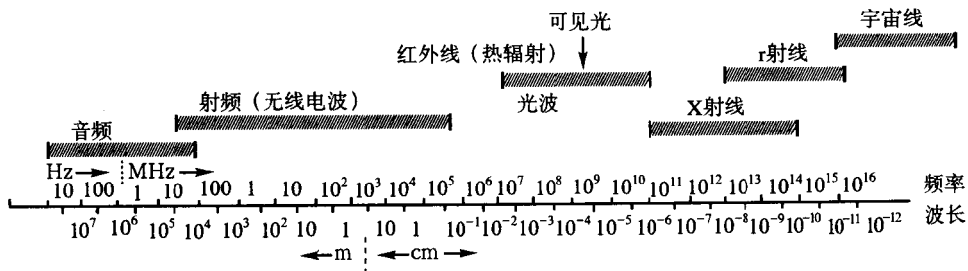 宇宙线
可见光
红外线（热辐射）
r射线
光波
射频（无线电波）
X射线
音频
Hz→ MHz→
10 100 1 10 100 1 10 10² 10³ 10⁴ 10⁵ 10⁶ 10⁷ 10⁸ 10⁹ 10¹⁰ 10¹¹ 10¹² 10¹³ 10¹⁴ 10¹⁵ 10¹⁶ 频率
10⁷ 10⁶ 10⁵ 10⁴ 10³ 10² 10 1 10 1 10⁻¹ 10⁻² 10⁻³ 10⁻⁴ 10⁻⁵ 10⁻⁶ 10⁻⁷ 10⁻⁸ 10⁻⁹ 10⁻¹⁰ 10⁻¹¹ 10⁻¹² 波长
←m ←cm→